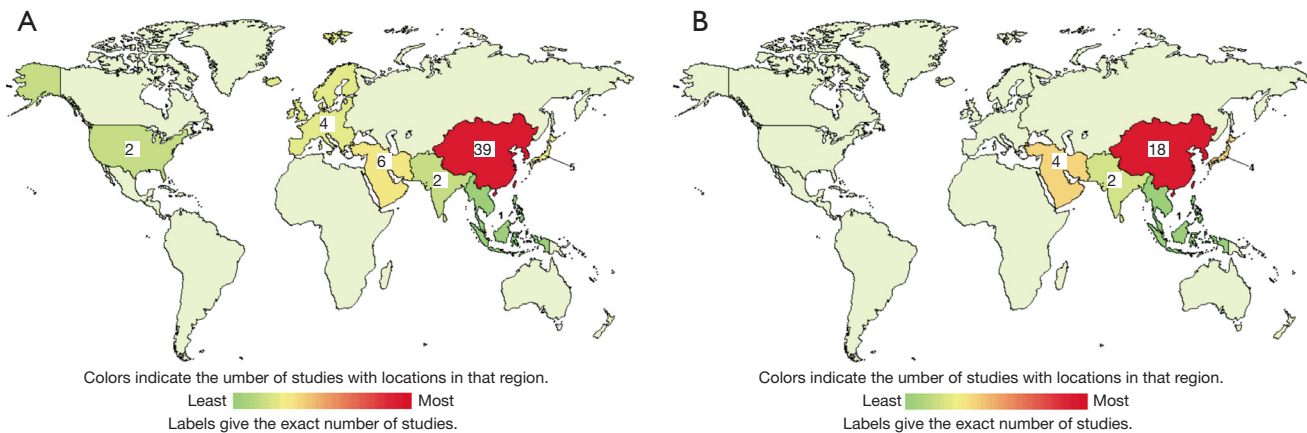 A
2
4
6
2
39
5
1
Colors indicate the umber of studies with locations in that region.
Least Most
Labels give the exact number of studies.
B
4
2
18
4
1
Colors indicate the umber of studies with locations in that region.
Least Most
Labels give the exact number of studies.